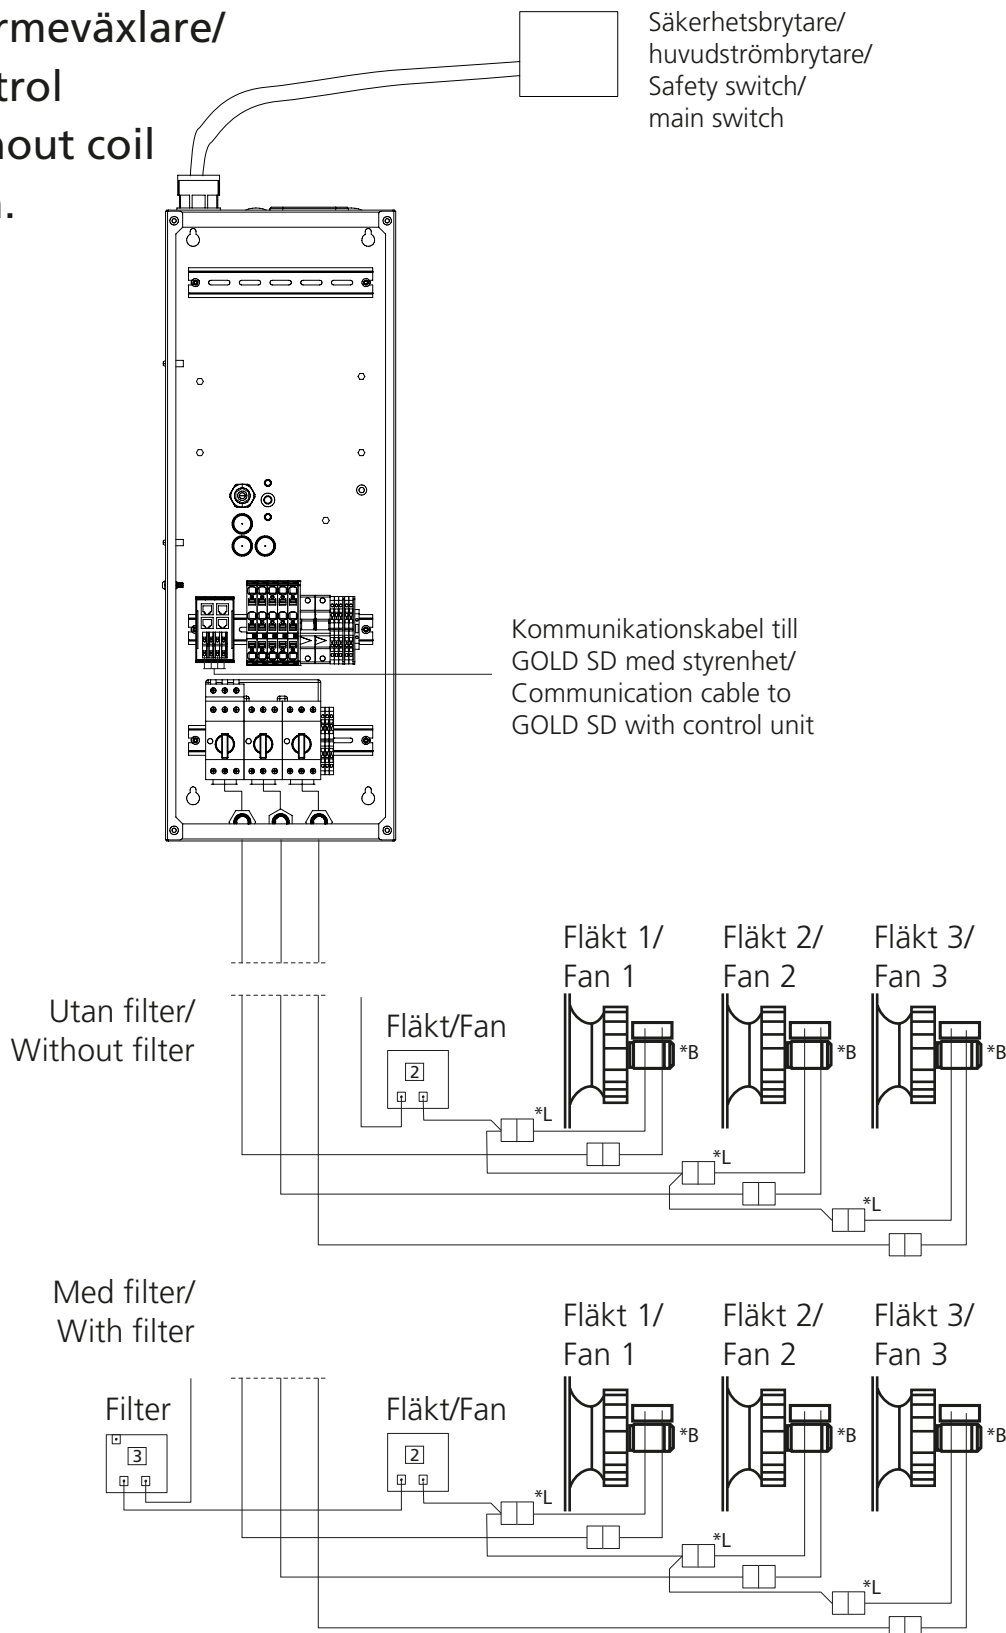 rmeväxlare/
trol
out coil
.
Säkerhetsbrytare/
huvudströmbrytare/
Safety switch/
main switch
Kommunikationskabel till
GOLD SD med styrenhet/
Communication cable to
GOLD SD with control unit
Utan filter/
Without filter
Fläkt/Fan
2
Fläkt 1/
Fan 1
Fläkt 2/
Fan 2
Fläkt 3/
Fan 3
*B
*B
*B
*L
*L
*L
Med filter/
With filter
Filter
3
Fläkt/Fan
2
Fläkt 1/
Fan 1
Fläkt 2/
Fan 2
Fläkt 3/
Fan 3
*B
*B
*B
*L
*L
*L